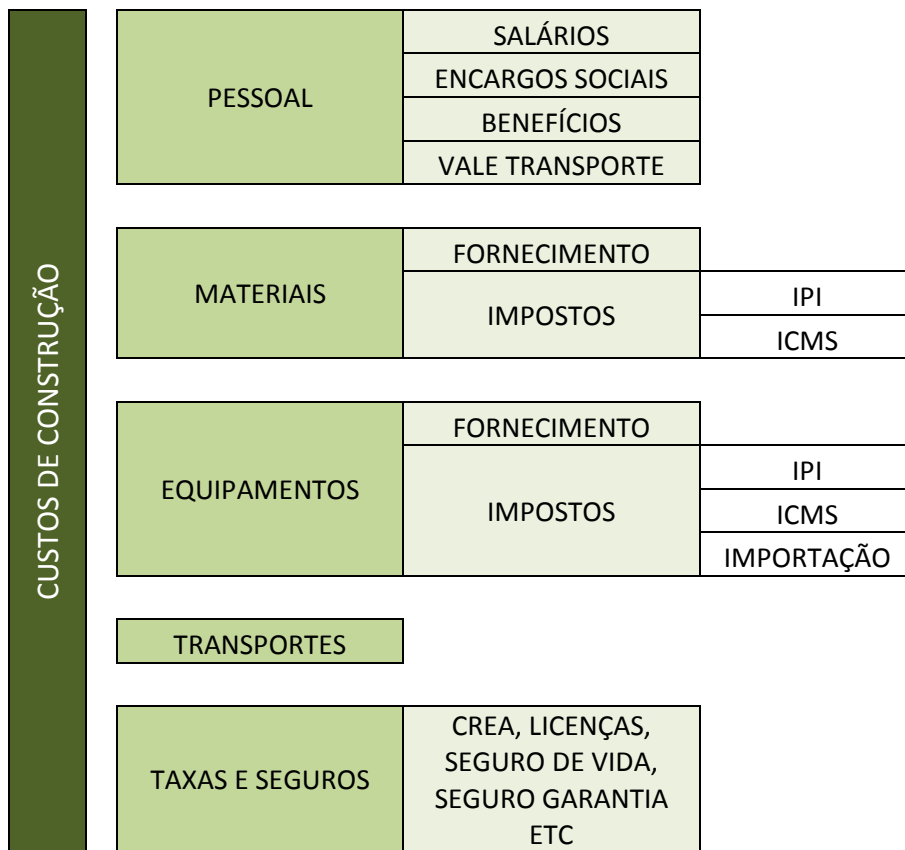 CUSTOS DE CONSTRUÇÃO
PESSOAL
SALÁRIOS
ENCARGOS SOCIAIS
BENEFÍCIOS
VALE TRANSPORTE
MATERIAIS
FORNECIMENTO
IMPOSTOS
IPI
ICMS
EQUIPAMENTOS
FORNECIMENTO
IMPOSTOS
IPI
ICMS
IMPORTAÇÃO
TRANSPORTES
TAXAS E SEGUROS
CREA, LICENÇAS,
SEGURO DE VIDA,
SEGURO GARANTIA
ETC